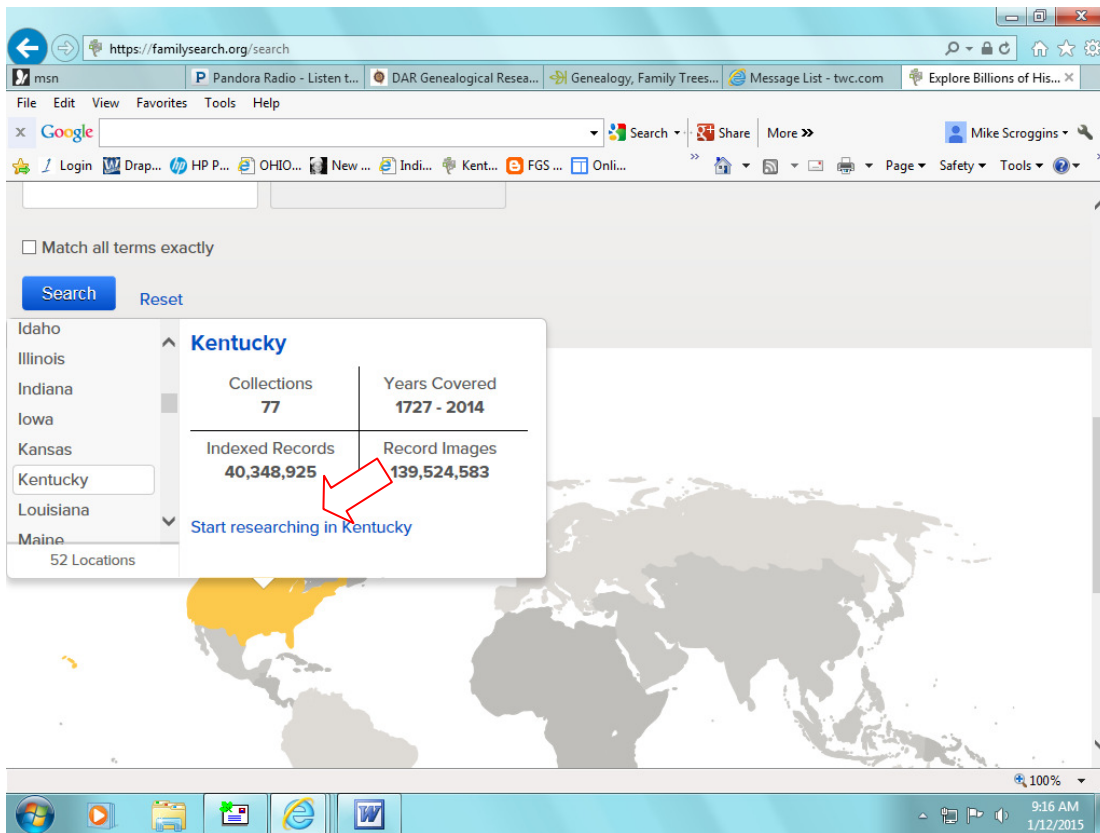 https://familysearch.org/search
msn
Pandora Radio - Listen t...
DAR Genealogical Resea...
Genealogy, Family Trees...
Message List - twc.com
Explore Billions of His...
File Edit View Favorites Tools Help
x Google Search Share More » Mike Scroggins
Login Drap... HP P... OHIO... New ... Indi... Kent... FGS ... Onli... » Page Safety Tools
Match all terms exactly
Search Reset
Idaho
Illinois
Indiana
Iowa
Kansas
Kentucky
Louisiana
Maine
52 Locations
Kentucky
Collections Years Covered
77 1727 - 2014
Indexed Records Record Images
40,348,925 139,524,583
Start researching in Kentucky
100%
9:16 AM
1/12/2015